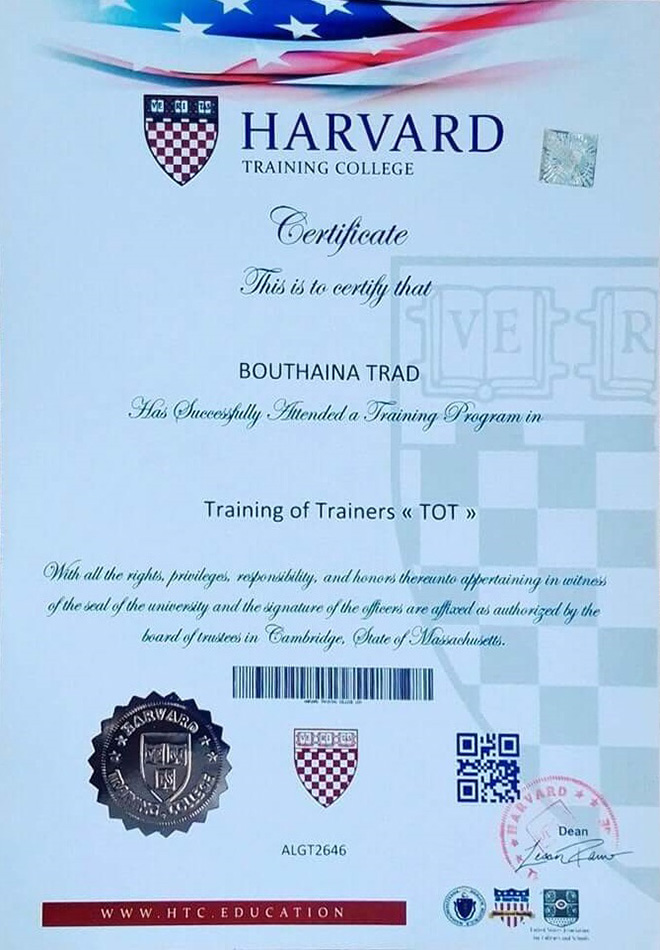 VE RI TAS
HARVARD
TRAINING COLLEGE
Certificate
This is to certify that
VE R
BOUTHAINA TRAD
Has Successfully Attended a Training Program in
Training of Trainers « TOT »
With all the rights, privileges, responsibility, and honors thereunto appertaining in witness
of the seal of the university and the signature of the officers are affixed as authorized by the
board of trustees in Cambridge, State of Massachusetts.
HARVARD
TRAINING COLLEGE
ALGT2646
HARVARD
Dean
WWW.HTC.EDUCATION